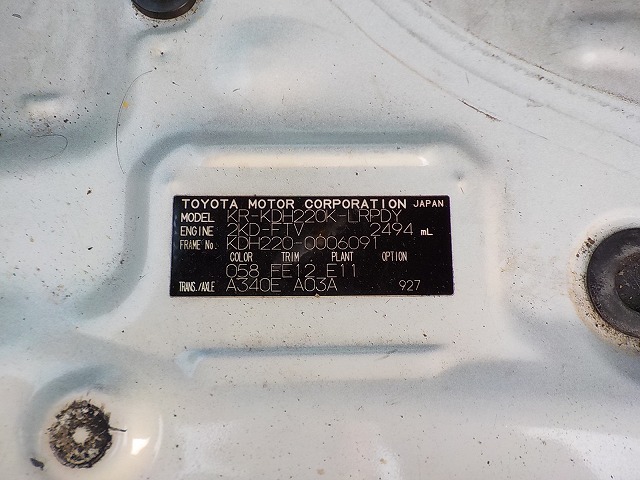 TOYOTA MOTOR CORPORATION JAPAN
MODEL KR-KDH220K-LRPDY
ENGINE 2KD-FTV 2494 mL
FRAME No. KDH220-0006091
COLOR TRIM PLANT OPTION
058 FE12 E11
TRANS./AXLE A340E A03A 927